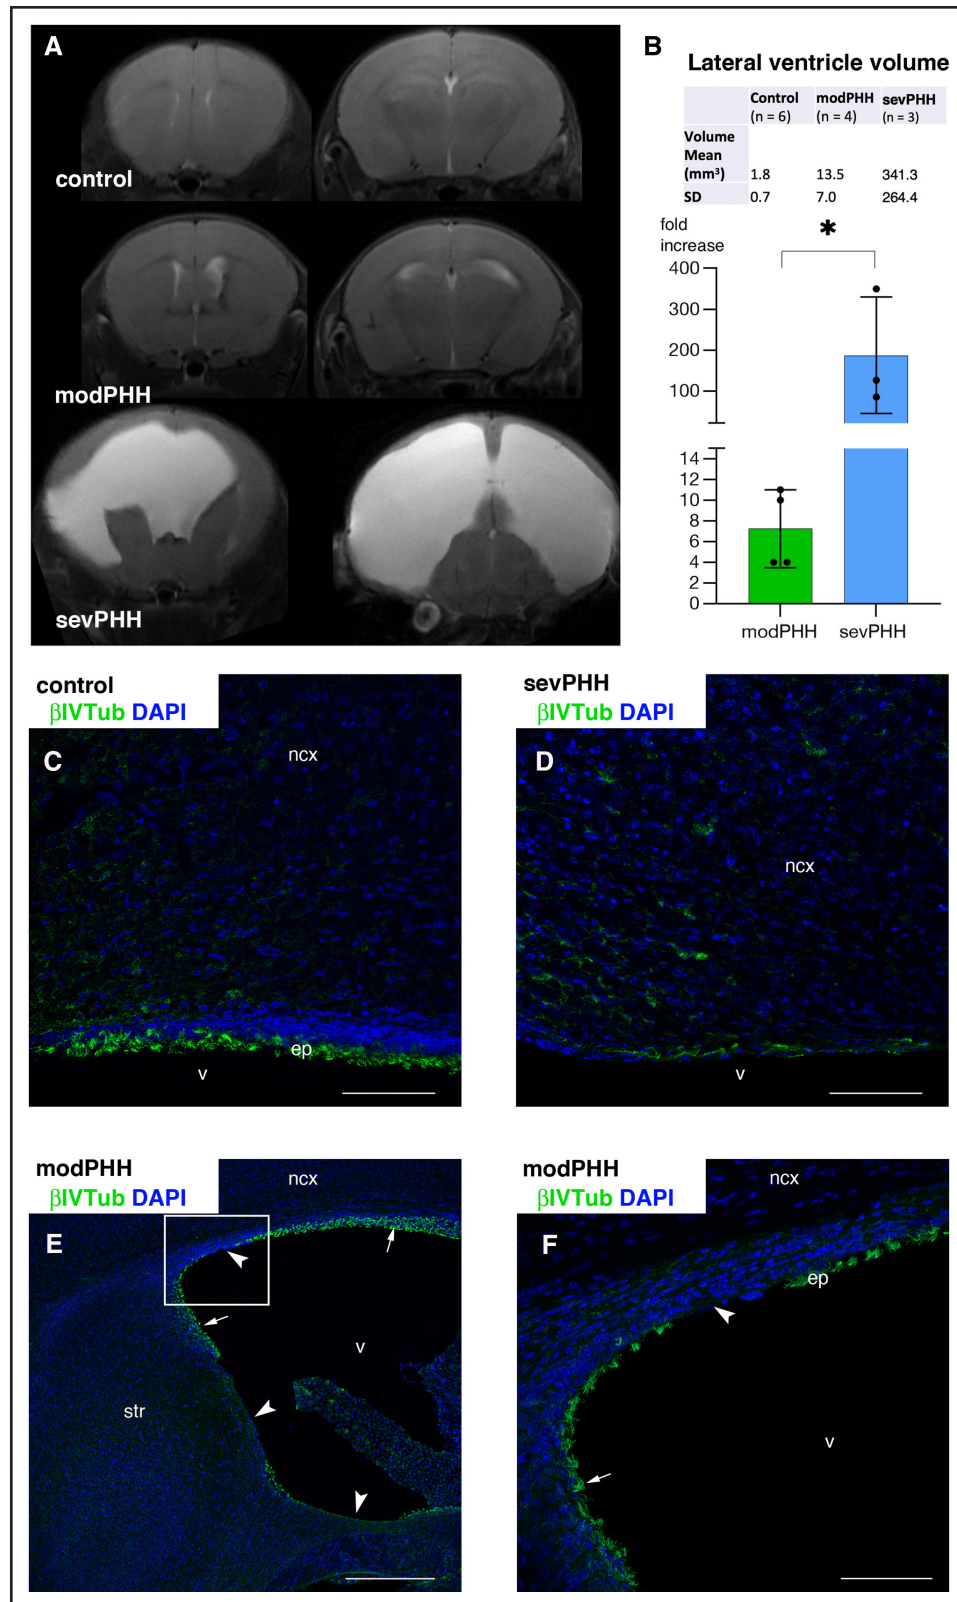 A
control
modPHH
sevPHH
B
Lateral ventricle volume
Control modPHH sevPHH
(n = 6) (n = 4) (n = 3)
Volume
Mean
(mm³) 1.8 13.5 341.3
SD 0.7 7.0 264.4
fold
increase
*
400
300
200
100
14
12
10
8
6
4
2
0
modPHH sevPHH
control
βIVTub DAPI
C
ncx
ep
v
sevPHH
βIVTub DAPI
D
ncx
v
modPHH
βIVTub DAPI
E
ncx
v
str
modPHH
βIVTub DAPI
F
ncx
ep
v